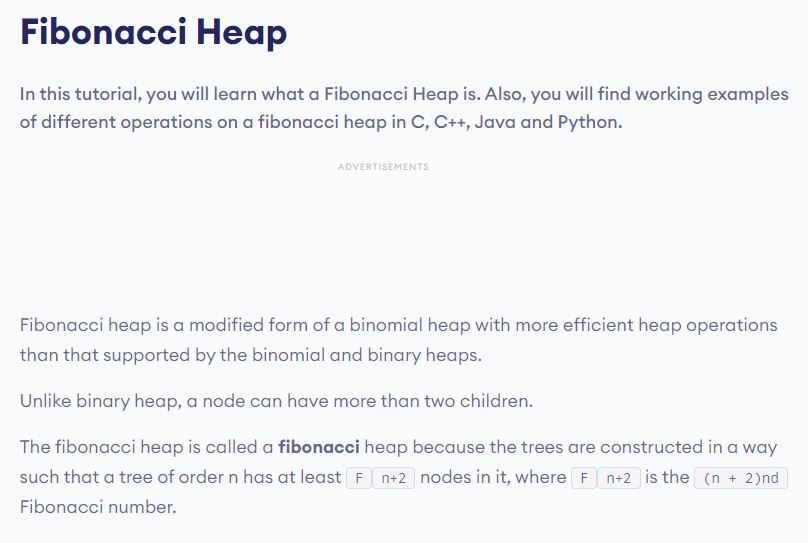 Fibonacci Heap
In this tutorial, you will learn what a Fibonacci Heap is. Also, you will find working examples
of different operations on a fibonacci heap in C, C++, Java and Python.
ADVERTISEMENTS
Fibonacci heap is a modified form of a binomial heap with more efficient heap operations
than that supported by the binomial and binary heaps.
Unlike binary heap, a node can have more than two children.
The fibonacci heap is called a fibonacci heap because the trees are constructed in a way
such that a tree of order n has at least F n+2 nodes in it, where F n+2 is the (n + 2)nd
Fibonacci number.